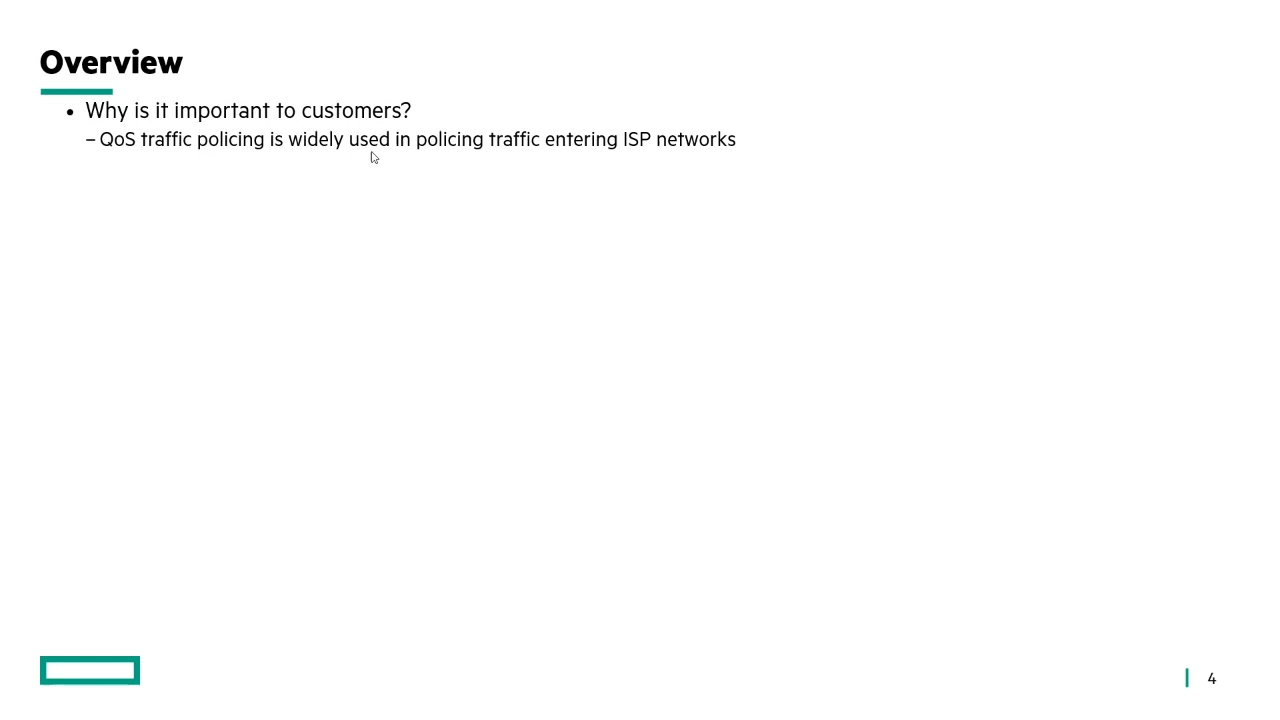 Overview
• Why is it important to customers?
– QoS traffic policing is widely used in policing traffic entering ISP networks
4